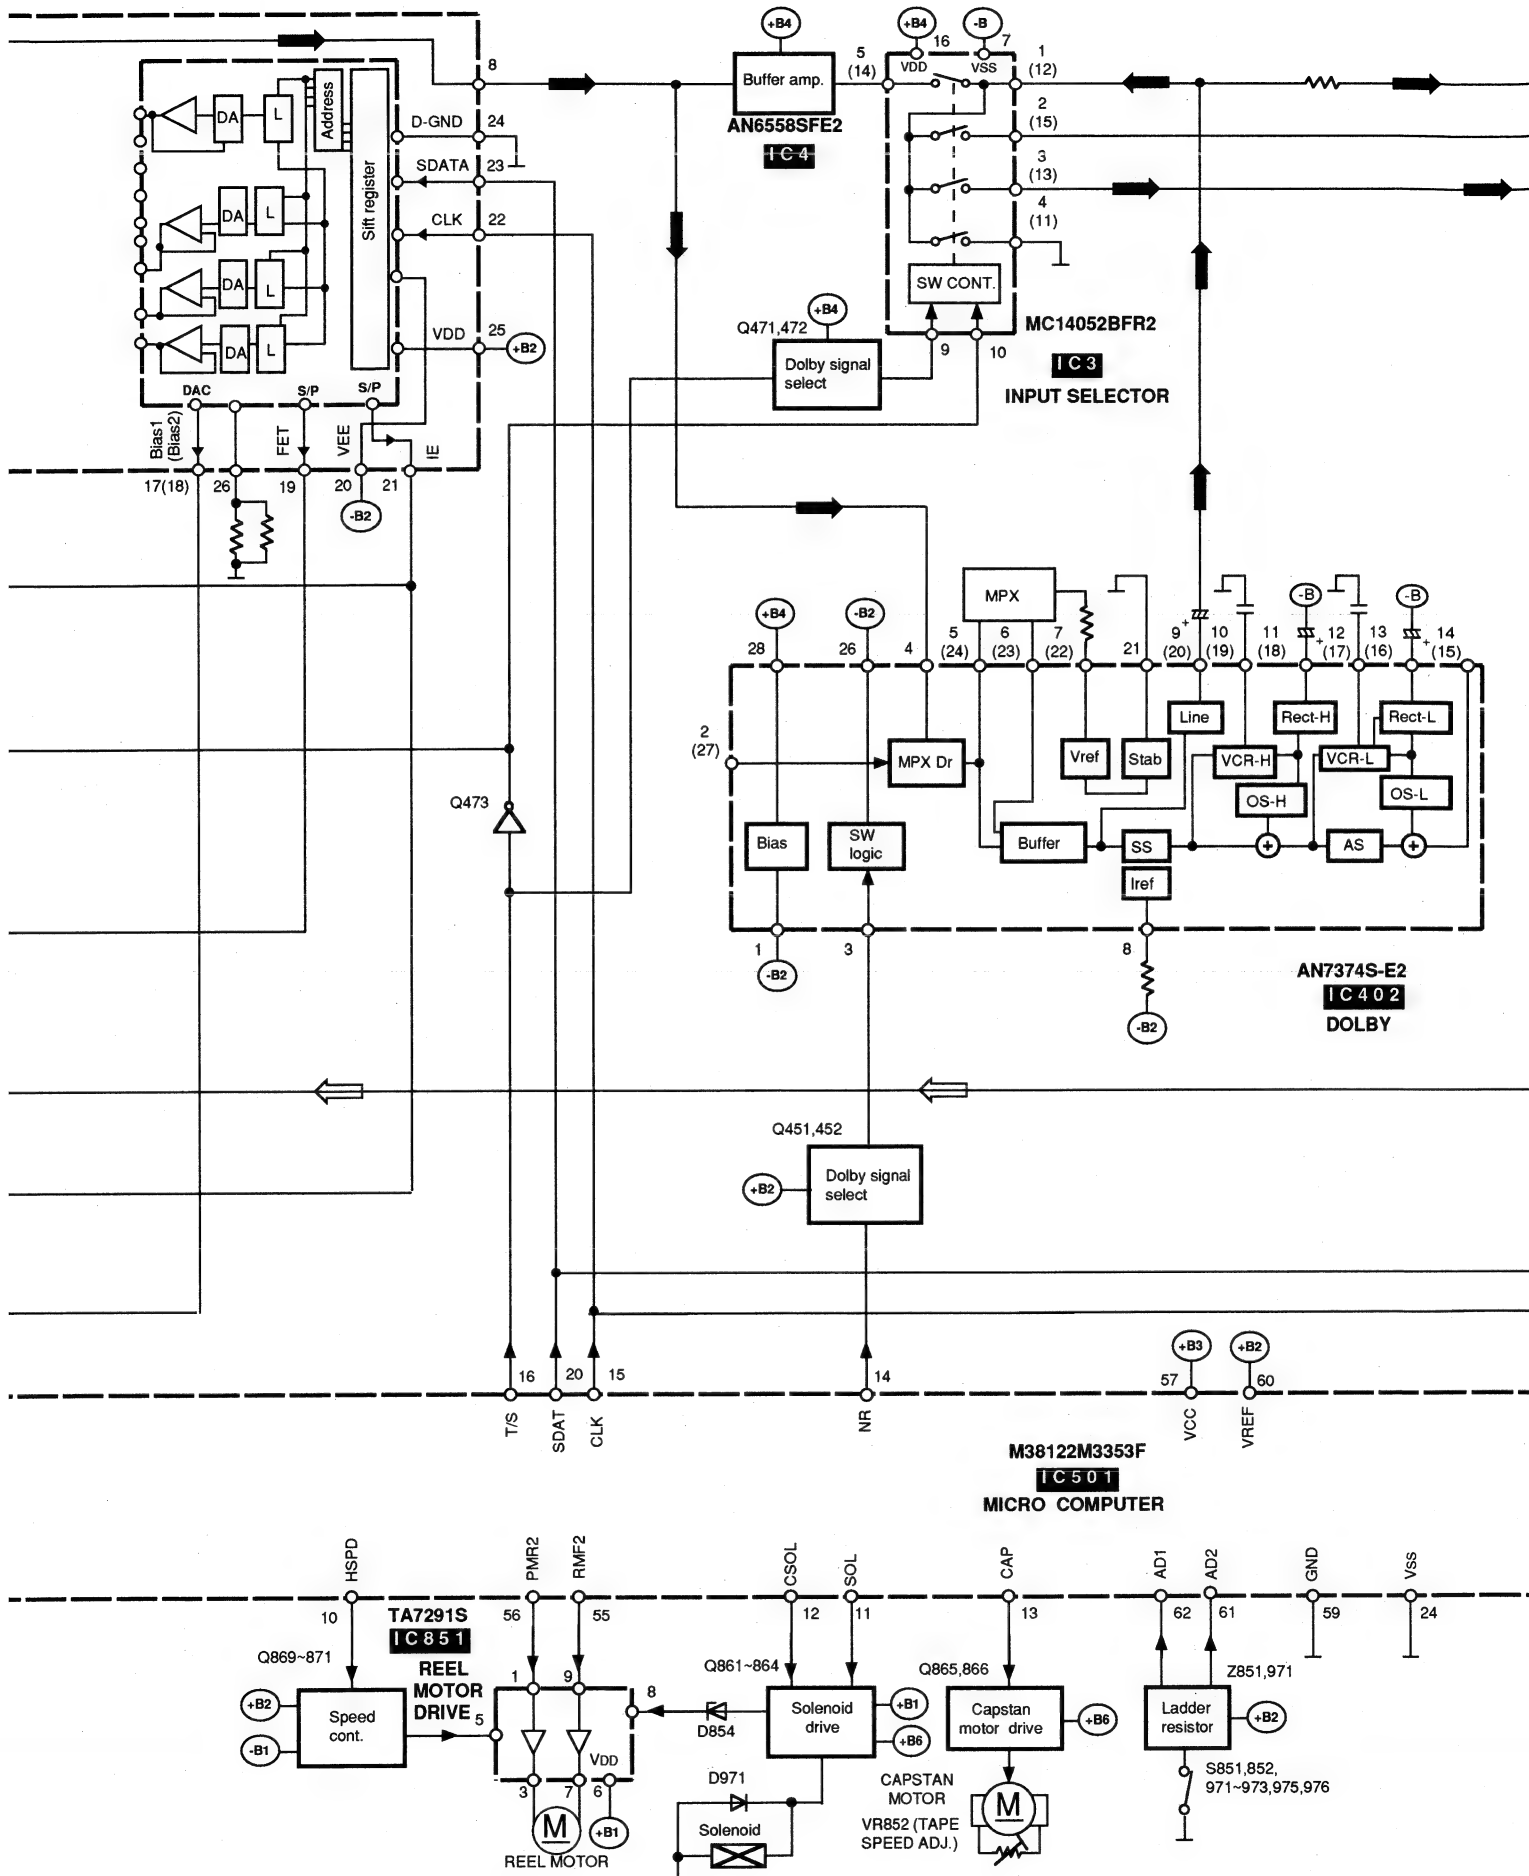 +B4
+B4
-B
5
(14)
16
VDD
7
VSS
1
(12)
8
Buffer amp.
AN6558SFE2
IC4
2
(15)
3
(13)
4
(11)
SW CONT.
9
10
MC14052BFR2
IC3
INPUT SELECTOR
DA
L
Address
Sift register
D-GND
24
SDATA
23
CLK
22
DA
L
DA
L
DA
L
VDD
25
+B2
DAC
S/P
S/P
Bias1
(Bias2)
FET
VEE
IE
17(18)
26
19
20
21
-B2
Q471,472
+B4
Dolby signal
select
MPX
+B4
-B2
-B
-B
28
26
4
5
(24)
6
(23)
7
(22)
21
9
(20)
+
10
(19)
11
(18)
+
12
(17)
13
(16)
+
14
(15)
2
(27)
MPX Dr
Vref
Stab
Line
VCR-H
Rect-H
OS-H
VCR-L
Rect-L
OS-L
Bias
SW
logic
Buffer
SS
Iref
+
AS
+
1
-B2
3
8
-B2
AN7374S-E2
IC402
DOLBY
Q473
Q451,452
+B2
Dolby signal
select
+B3
+B2
16
20
15
14
57
60
T/S
SDAT
CLK
NR
VCC
VREF
M38122M3353F
IC501
MICRO COMPUTER
HSPD
PMR2
RMF2
CSOL
SOL
CAP
AD1
AD2
GND
VSS
10
56
55
12
11
13
62
61
59
24
TA7291S
IC851
REEL
MOTOR
DRIVE
Q869~871
+B2
-B1
Speed
cont.
5
1
9
8
VDD
3
7
6
M
+B1
REEL MOTOR
D854
Q861~864
Solenoid
drive
+B1
+B6
D971
Solenoid
Q865,866
Capstan
motor drive
+B6
CAPSTAN
MOTOR
M
VR852 (TAPE
SPEED ADJ.)
Z851,971
Ladder
resistor
+B2
S851,852,
971~973,975,976